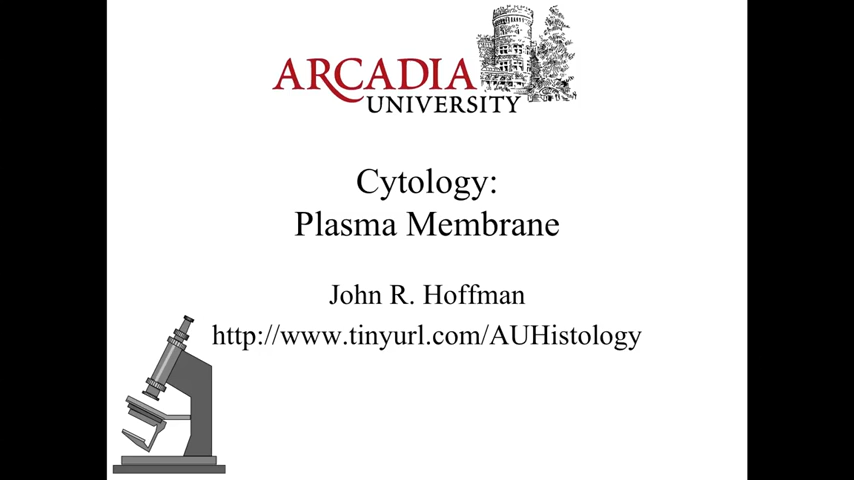 ARCADIA
UNIVERSITY
Cytology:
Plasma Membrane
John R. Hoffman
http://www.tinyurl.com/AUHistology